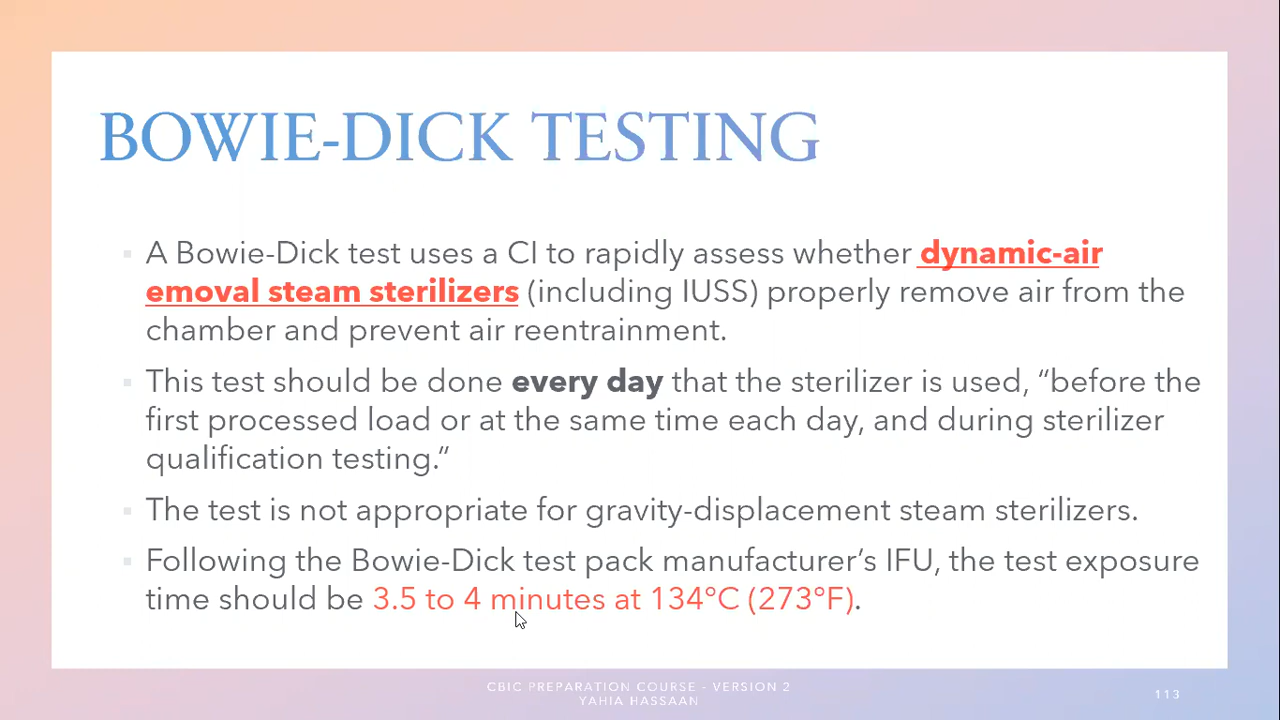 BOWIE-DICK TESTING
A Bowie-Dick test uses a CI to rapidly assess whether dynamic-air
emoval steam sterilizers (including IUSS) properly remove air from the
chamber and prevent air reentrainment.
This test should be done every day that the sterilizer is used, “before the
first processed load or at the same time each day, and during sterilizer
qualification testing.”
The test is not appropriate for gravity-displacement steam sterilizers.
Following the Bowie-Dick test pack manufacturer’s IFU, the test exposure
time should be 3.5 to 4 minutes at 134°C (273°F).
CBIC PREPARATION COURSE - VERSION 2
YAHIA HASSAAN
113